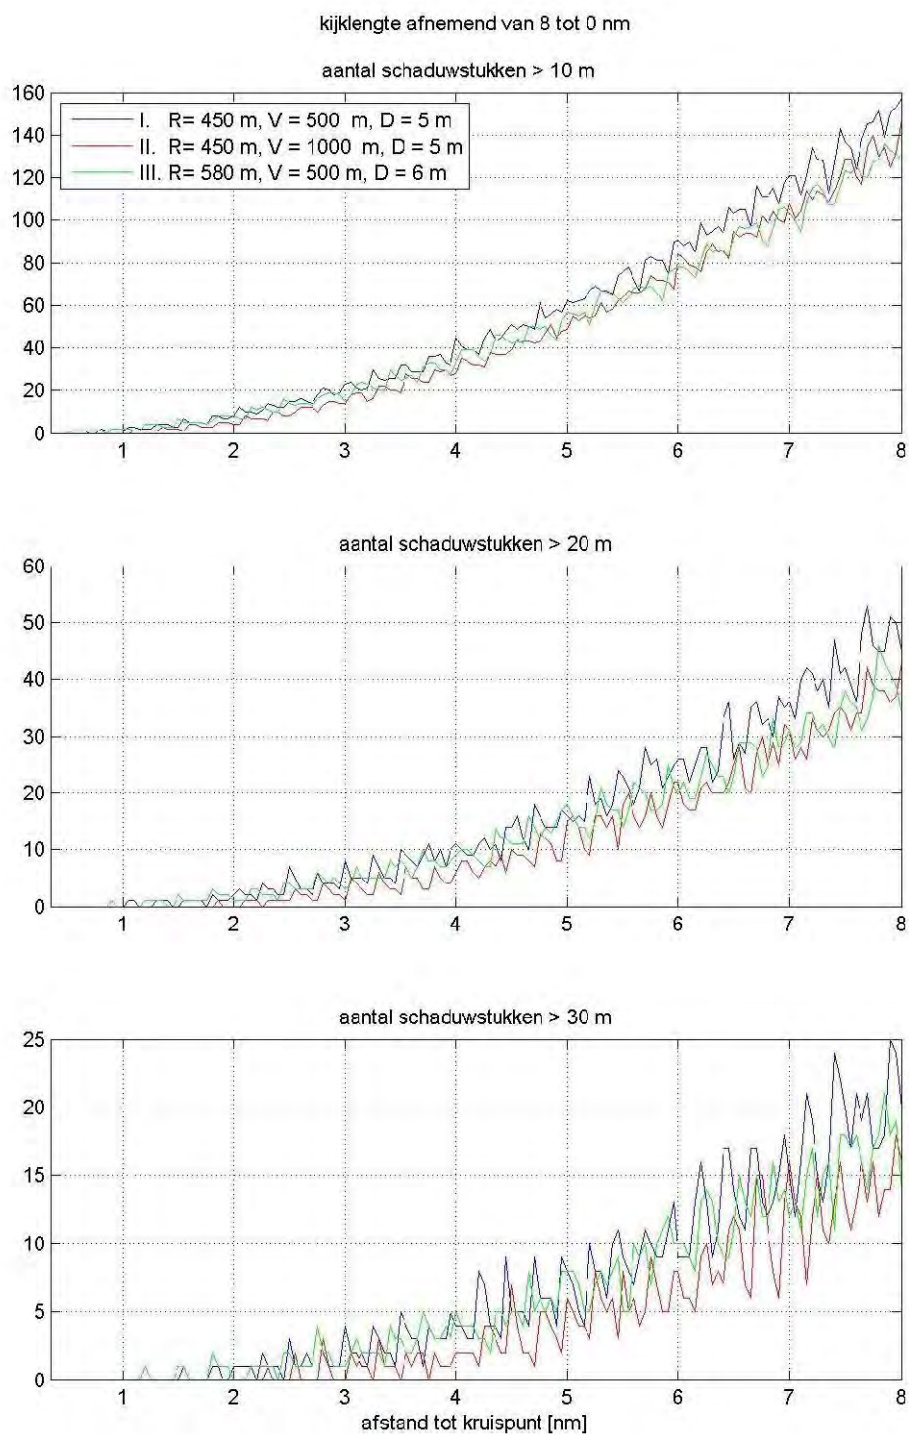 kijklengte afnemend van 8 tot 0 nm
aantal schaduwstukken > 10 m
I. R= 450 m, V = 500 m, D = 5 m
II. R= 450 m, V = 1000 m, D = 5 m
III. R= 580 m, V = 500 m, D = 6 m
160
140
120
100
80
60
40
20
0
1 2 3 4 5 6 7 8
aantal schaduwstukken > 20 m
60
50
40
30
20
10
0
1 2 3 4 5 6 7 8
aantal schaduwstukken > 30 m
25
20
15
10
5
0
1 2 3 4 5 6 7 8
afstand tot kruispunt [nm]